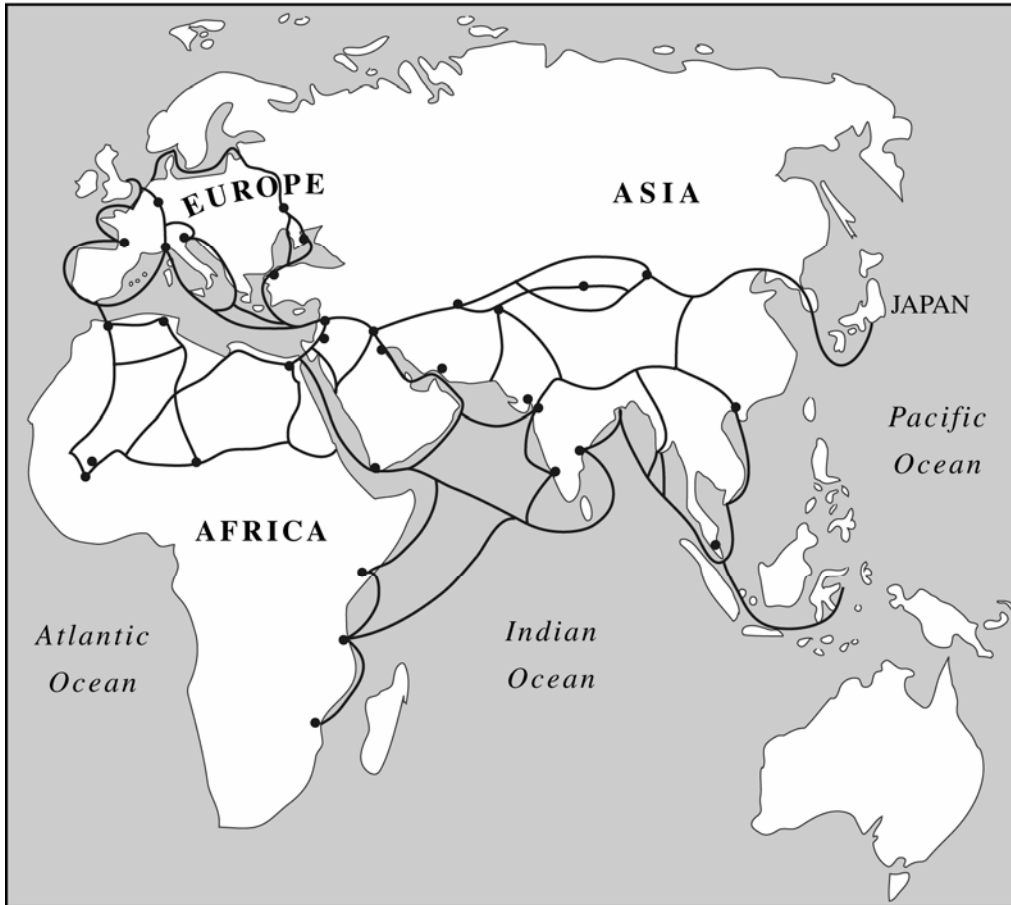 EUROPE
ASIA
JAPAN
Pacific
Ocean
AFRICA
Atlantic
Ocean
Indian
Ocean